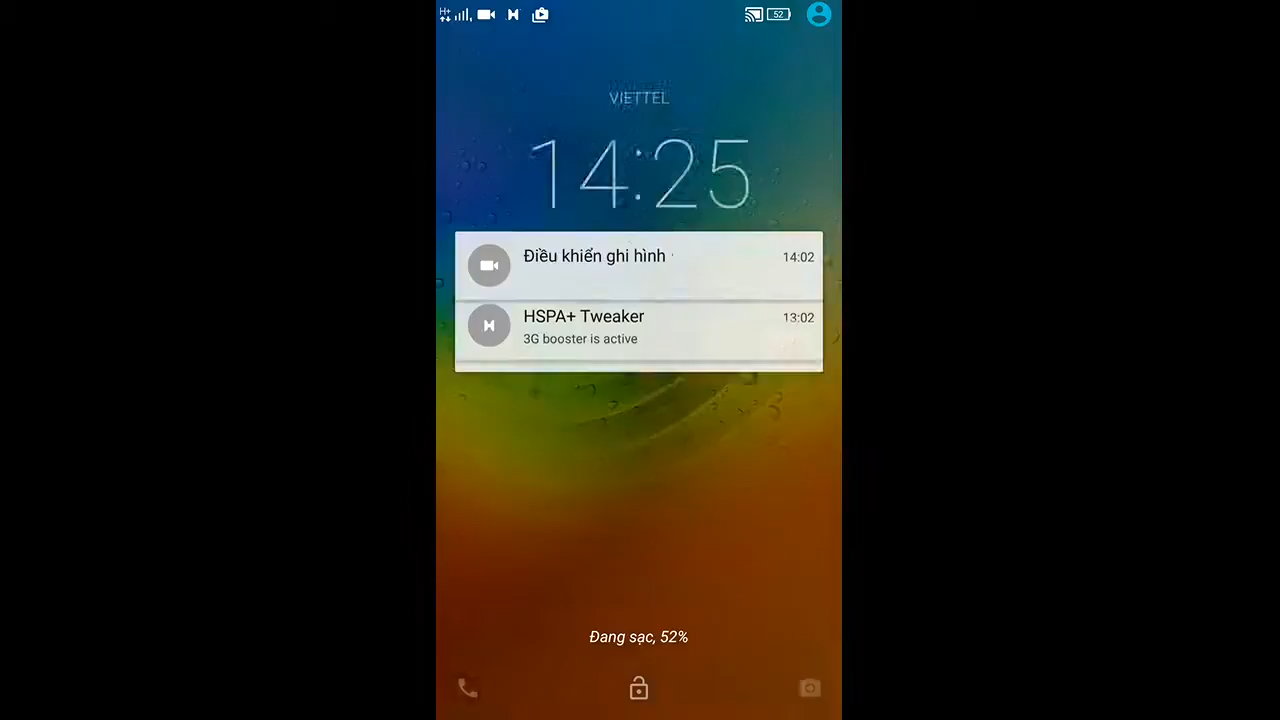 H+
52
VIETTEL
14:25
Điều khiển ghi hình
14:02
HSPA+ Tweaker
13:02
3G booster is active
Đang sạc, 52%